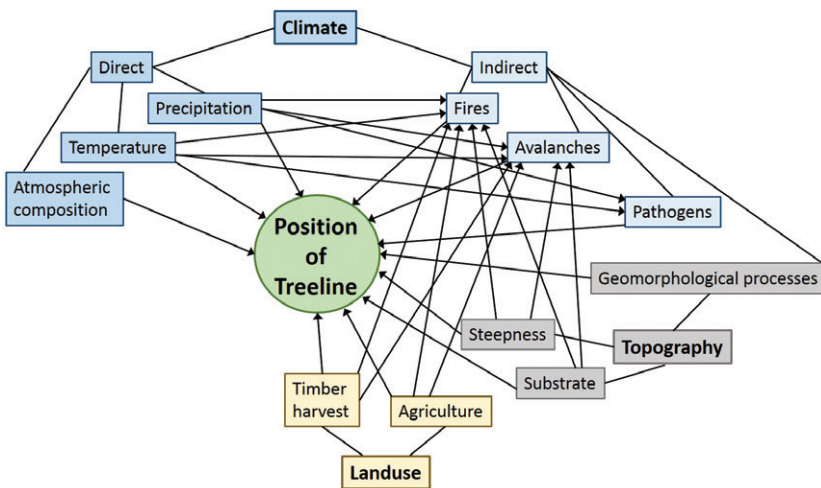 Climate
Direct
Indirect
Precipitation
Fires
Temperature
Avalanches
Atmospheric
composition
Pathogens
Position
of
Treeline
Geomorphological processes
Steepness
Topography
Substrate
Timber
harvest
Agriculture
Landuse